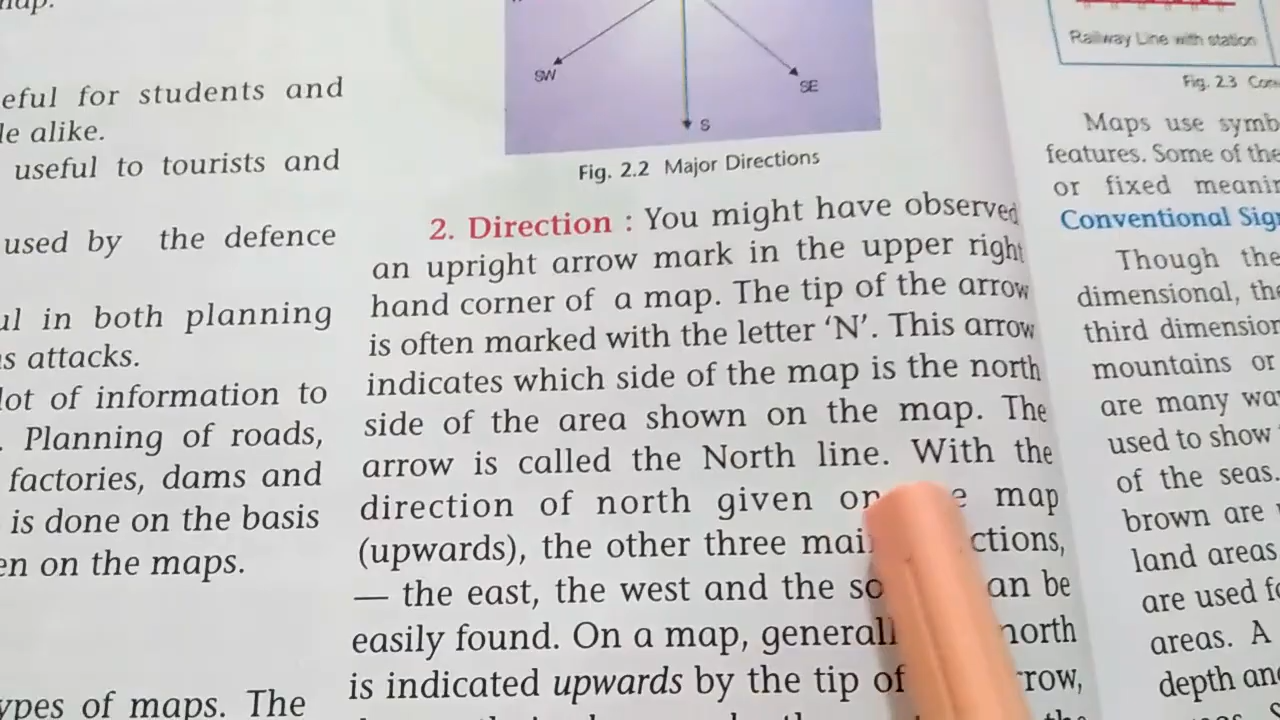 map.
eful for students and
le alike.
useful to tourists and
used by the defence
ul in both planning
s attacks.
lot of information to
. Planning of roads,
factories, dams and
is done on the basis
en on the maps.
ypes of maps. The
SW
S
SE
Fig. 2.2 Major Directions
2. Direction : You might have observed
an upright arrow mark in the upper right
hand corner of a map. The tip of the arrow
is often marked with the letter ‘N’. This arrow
indicates which side of the map is the north
side of the area shown on the map. The
arrow is called the North line. With the
direction of north given on e map
(upwards), the other three mai ctions,
— the east, the west and the so an be
easily found. On a map, generall north
is indicated upwards by the tip of row,
Railway Line with station
Fig. 2.3 Con
Maps use symb
features. Some of the
or fixed meanin
Conventional Sig
Though the
dimensional, the
third dimension
mountains or
are many wa
used to show
of the seas.
brown are
land areas
are used fo
areas. A
depth an